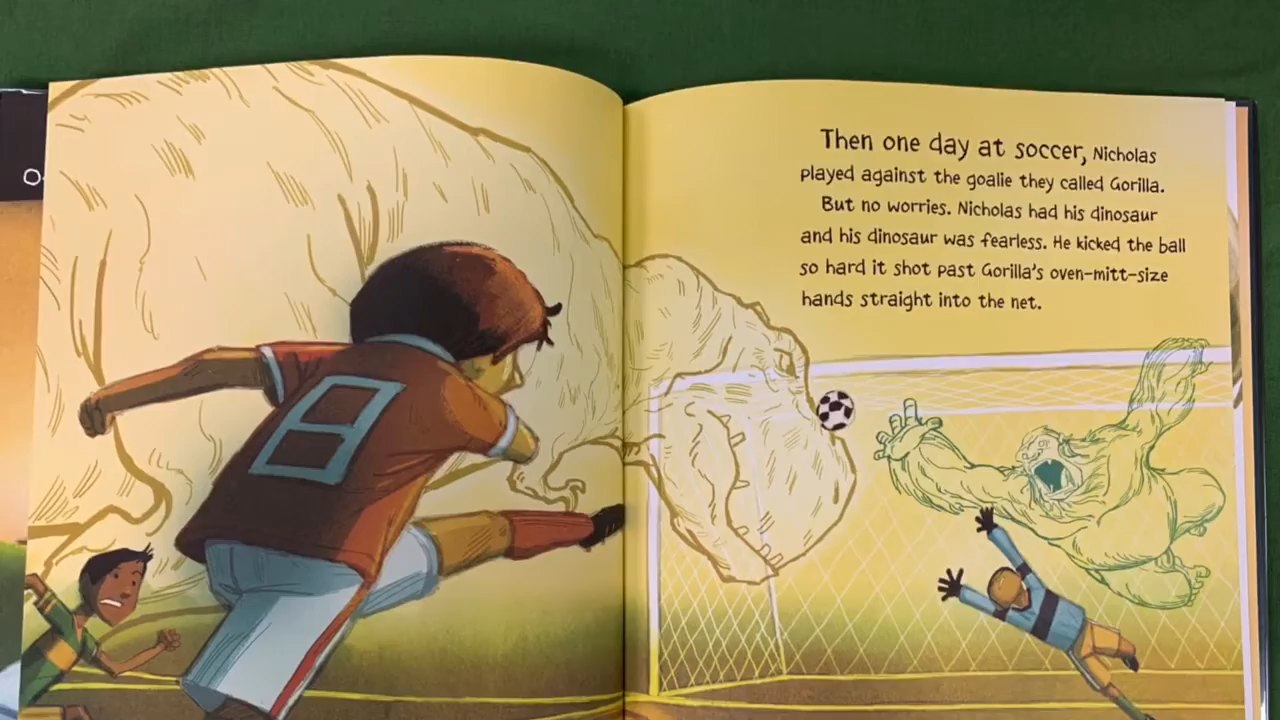 Then one day at soccer, Nicholas
played against the goalie they called Gorilla.
But no worries. Nicholas had his dinosaur
and his dinosaur was fearless. He kicked the ball
so hard it shot past Gorilla's oven-mitt-size
hands straight into the net.
8